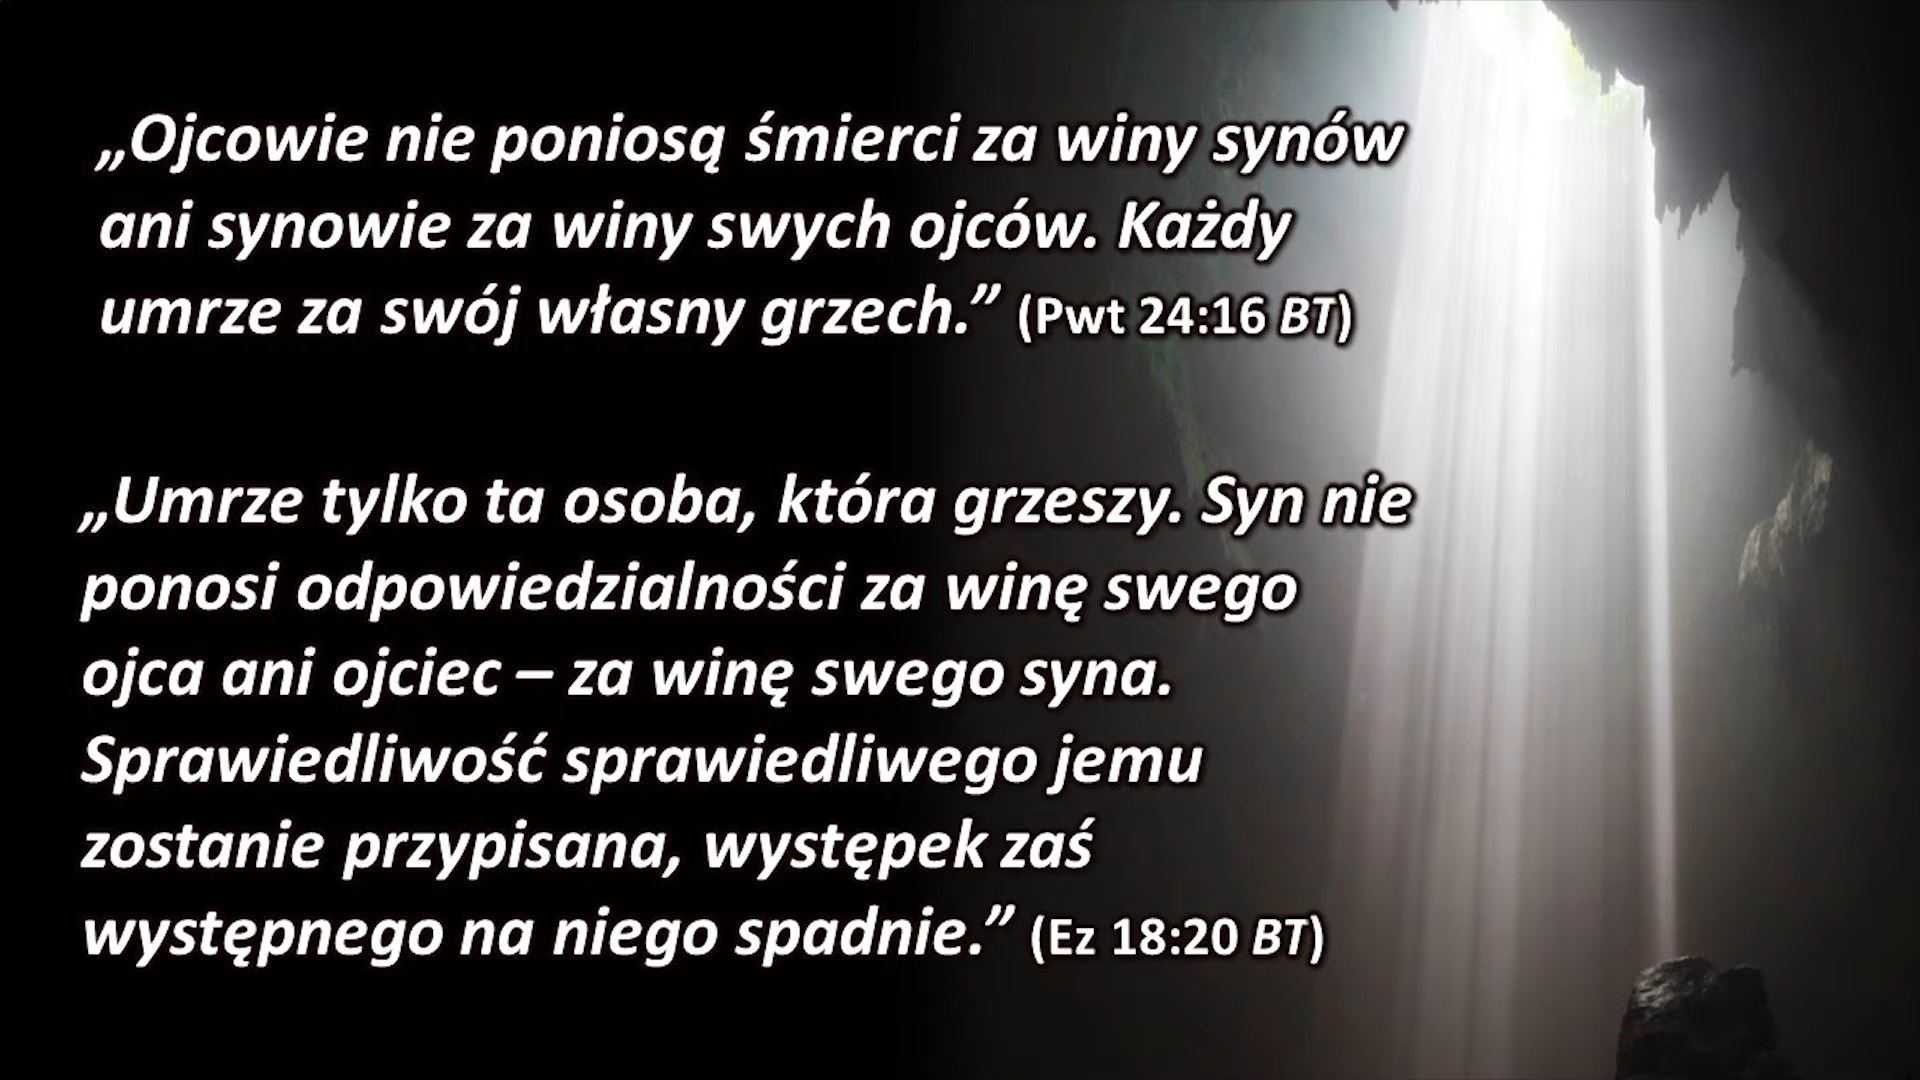 „Ojcowie nie poniosą śmierci za winy synów
ani synowie za winy swych ojców. Każdy
umrze za swój własny grzech.” (Pwt 24:16 BT)
„Umrze tylko ta osoba, która grzeszy. Syn nie
ponosi odpowiedzialności za winę swego
ojca ani ojciec – za winę swego syna.
Sprawiedliwość sprawiedliwego jemu
zostanie przypisana, występek zaś
występnego na niego spadnie.” (Ez 18:20 BT)